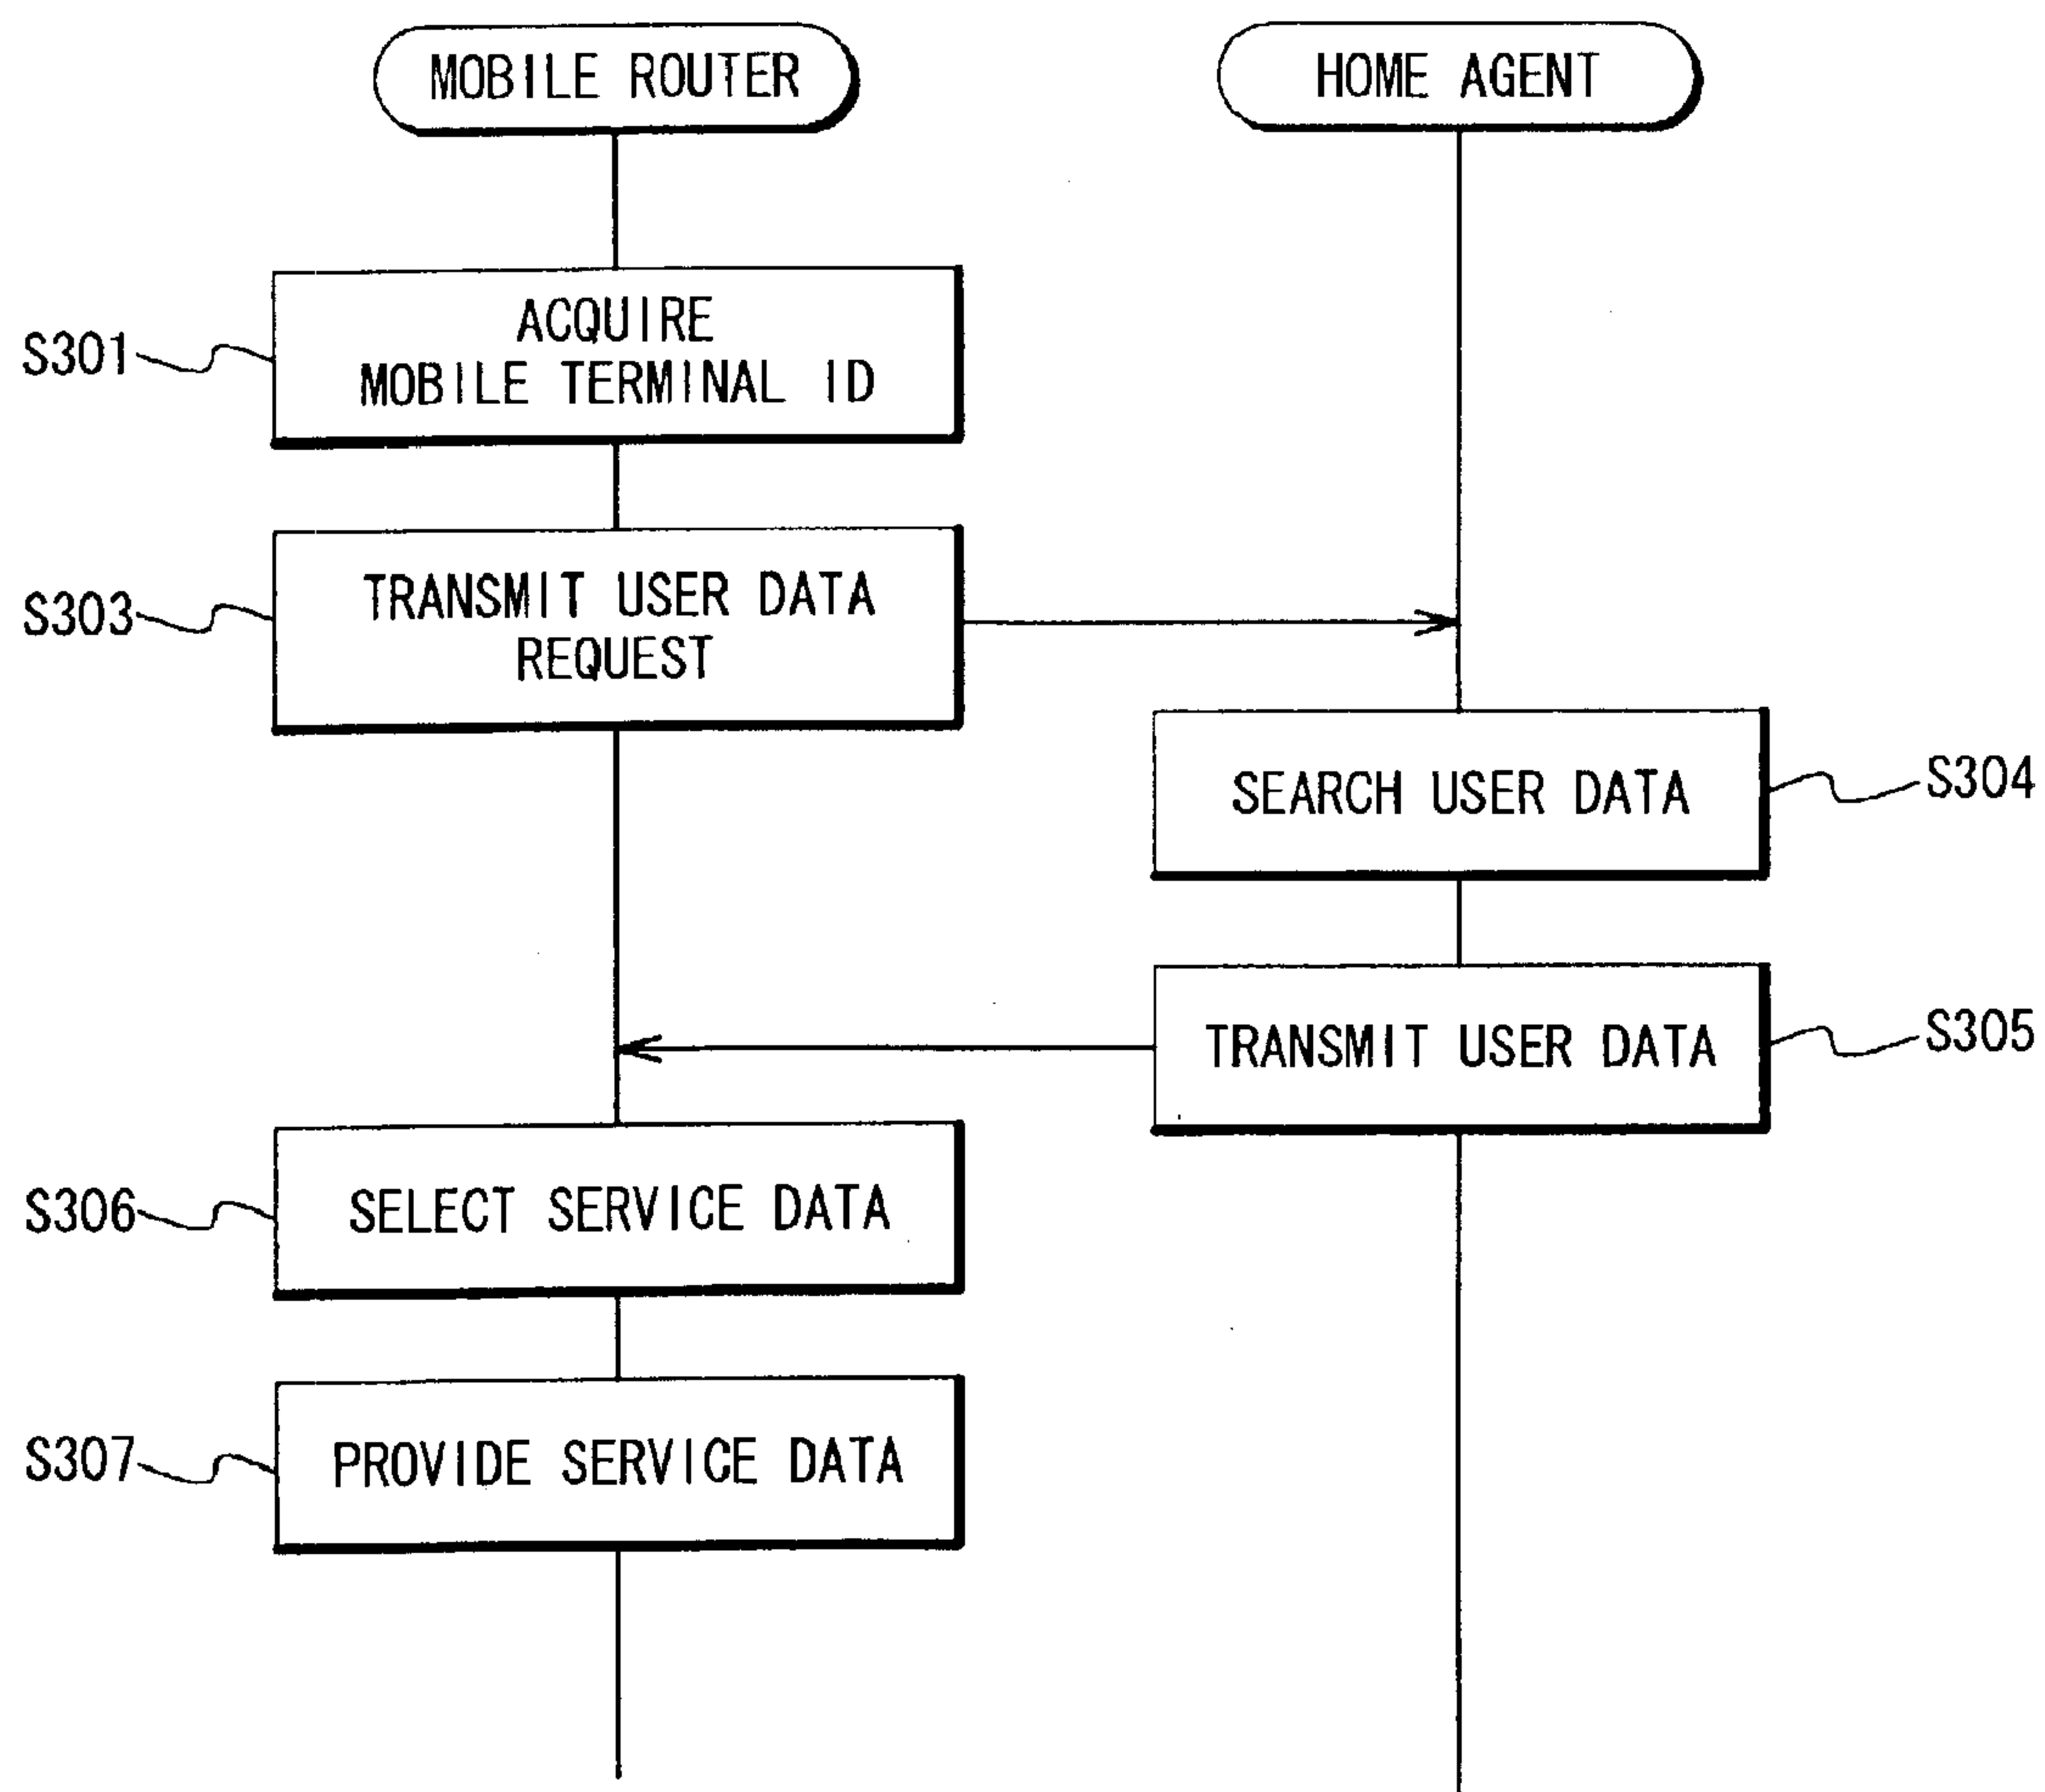 MOBILE ROUTER
HOME AGENT
S301
ACQUIRE
MOBILE TERMINAL ID
S303
TRANSMIT USER DATA
REQUEST
SEARCH USER DATA
S304
TRANSMIT USER DATA
S305
S306
SELECT SERVICE DATA
S307
PROVIDE SERVICE DATA